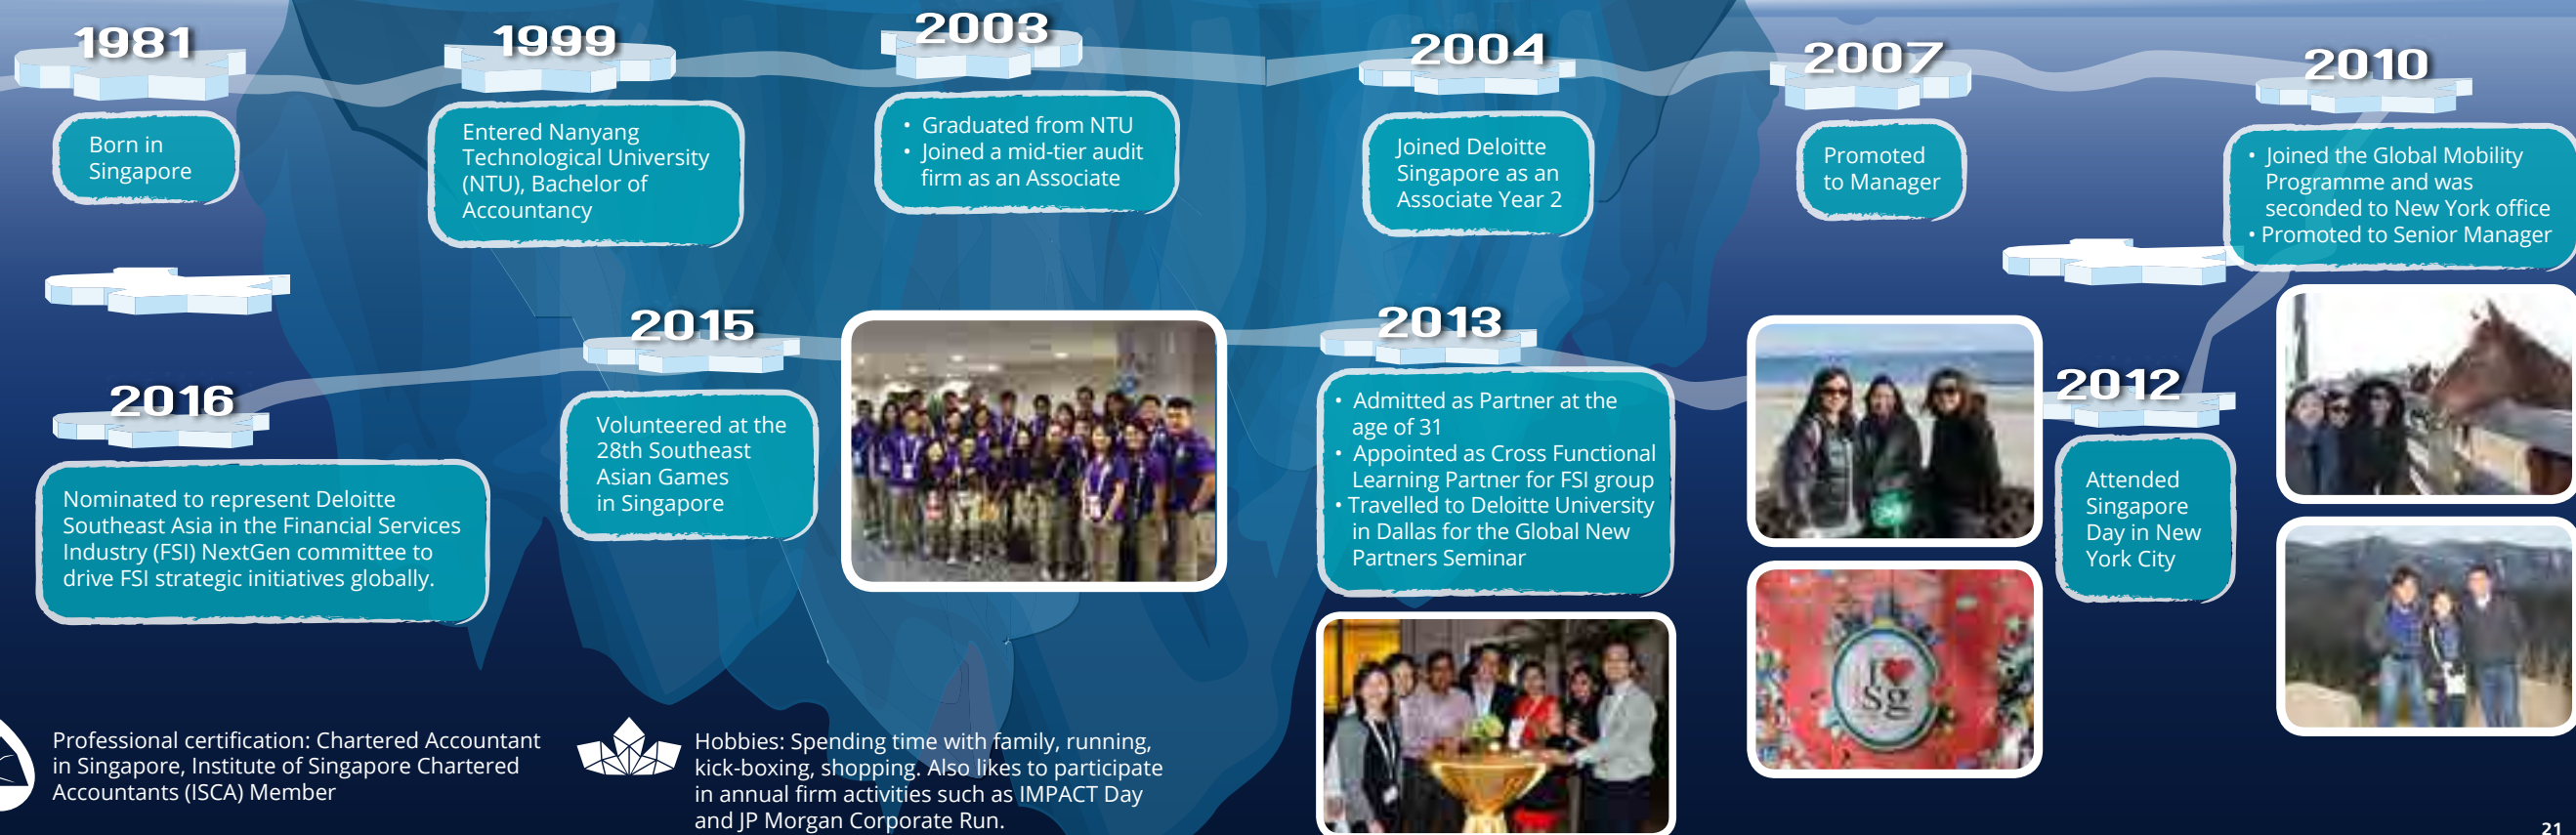 1981
Born in
Singapore
1999
Entered Nanyang
Technological University
(NTU), Bachelor of
Accountancy
2003
• Graduated from NTU
• Joined a mid-tier audit
firm as an Associate
2004
Joined Deloitte
Singapore as an
Associate Year 2
2007
Promoted
to Manager
2010
• Joined the Global Mobility
Programme and was
seconded to New York office
• Promoted to Senior Manager
2012
Attended
Singapore
Day in New
York City
I ♥
Sg
2013
• Admitted as Partner at the
age of 31
• Appointed as Cross Functional
Learning Partner for FSI group
• Travelled to Deloitte University
in Dallas for the Global New
Partners Seminar
2015
Volunteered at the
28th Southeast
Asian Games
in Singapore
2016
Nominated to represent Deloitte
Southeast Asia in the Financial Services
Industry (FSI) NextGen committee to
drive FSI strategic initiatives globally.
Professional certification: Chartered Accountant
in Singapore, Institute of Singapore Chartered
Accountants (ISCA) Member
Hobbies: Spending time with family, running,
kick-boxing, shopping. Also likes to participate
in annual firm activities such as IMPACT Day
and JP Morgan Corporate Run.
21